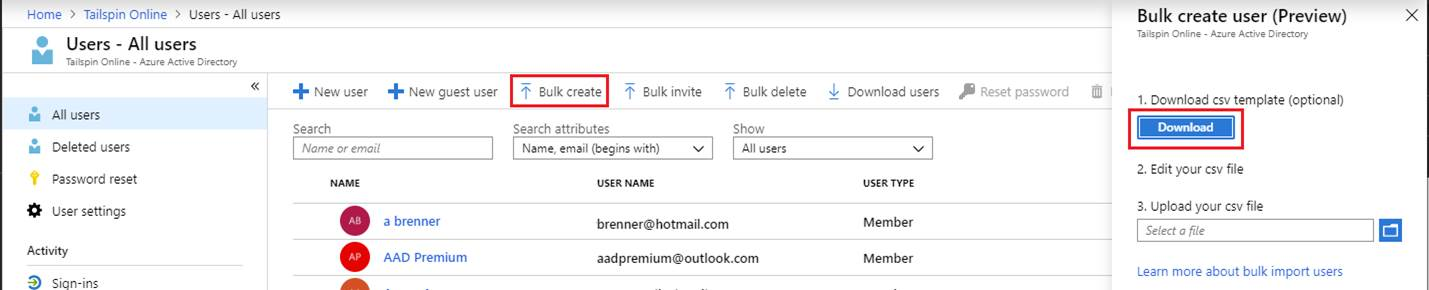 Home > Tailspin Online > Users - All users
Users - All users
Tailspin Online - Azure Active Directory
«
All users
Deleted users
Password reset
User settings
Activity
Sign-ins
New user
New guest user
Bulk create
Bulk invite
Bulk delete
Download users
Reset password
Search
Name or email
Search attributes
Name, email (begins with)
Show
All users
NAME USER NAME USER TYPE
AB a brenner brenner@hotmail.com Member
AP AAD Premium aadpremium@outlook.com Member
Bulk create user (Preview)
Tailspin Online - Azure Active Directory
1. Download csv template (optional)
Download
2. Edit your csv file
3. Upload your csv file
Select a file
Learn more about bulk import users